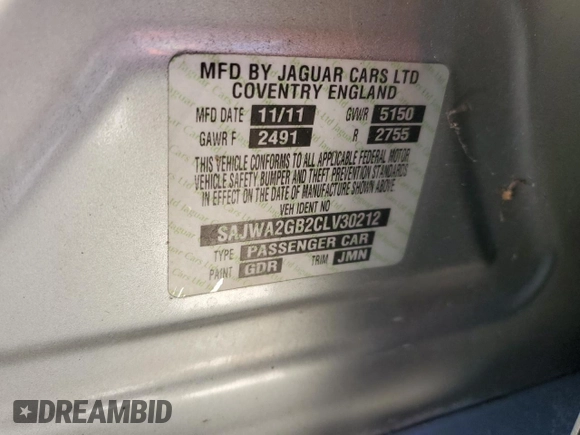 MFD BY JAGUAR CARS LTD
COVENTRY ENGLAND
MFD DATE 11/11 GVWR 5150
GAWR F 2491 R 2755
THIS VEHICLE CONFORMS TO ALL APPLICABLE FEDERAL MOTOR
VEHICLE SAFETY BUMPER AND THEFT PREVENTION STANDARDS
IN EFFECT ON THE DATE OF MANUFACTURE SHOWN ABOVE
VEH IDENT NO
SAJWA2GB2CLV30212
TYPE PASSENGER CAR
PAINT GDR TRIM JMN
DREAMBID